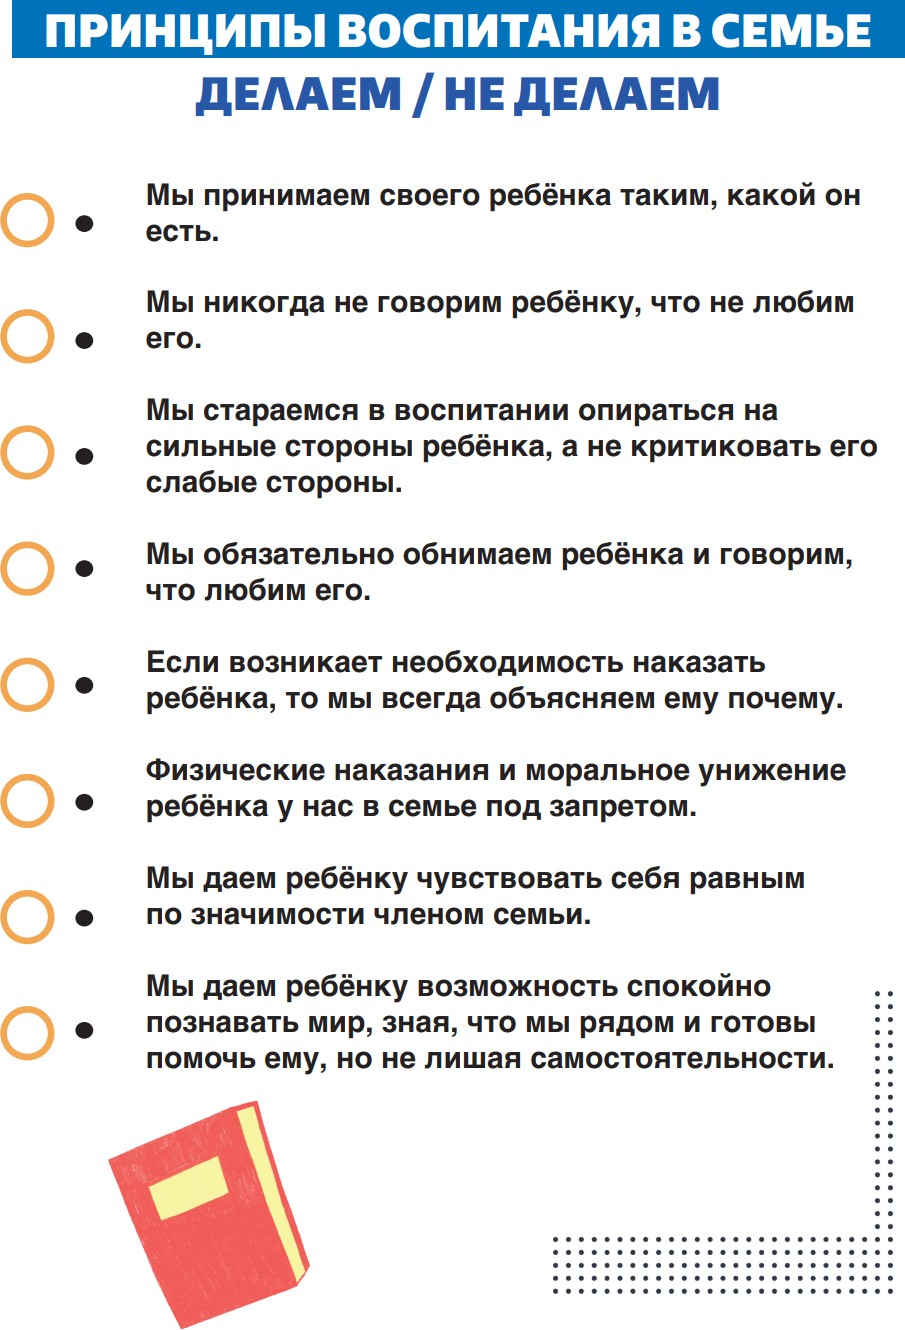 ПРИНЦИПЫ ВОСПИТАНИЯ В СЕМЬЕ
ДЕЛАЕМ / НЕ ДЕЛАЕМ
Мы принимаем своего ребёнка таким, какой он
есть.
Мы никогда не говорим ребёнку, что не любим
его.
Мы стараемся в воспитании опираться на
сильные стороны ребёнка, а не критиковать его
слабые стороны.
Мы обязательно обнимаем ребёнка и говорим,
что любим его.
Если возникает необходимость наказать
ребёнка, то мы всегда объясняем ему почему.
Физические наказания и моральное унижение
ребёнка у нас в семье под запретом.
Мы даем ребёнку чувствовать себя равным
по значимости членом семьи.
Мы даем ребёнку возможность спокойно
познавать мир, зная, что мы рядом и готовы
помочь ему, но не лишая самостоятельности.